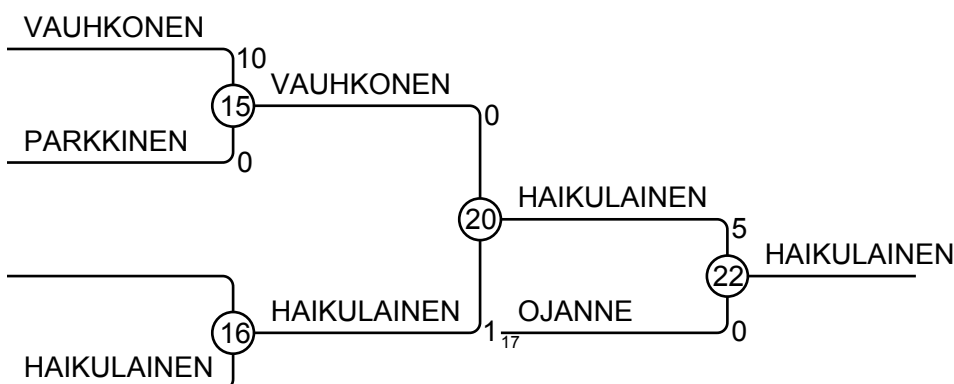 VAUHKONEN
10
15
VAUHKONEN
0
PARKKINEN
0
20
HAIKULAINEN
5
22
HAIKULAINEN
16
HAIKULAINEN
1
17
OJANNE
0
HAIKULAINEN